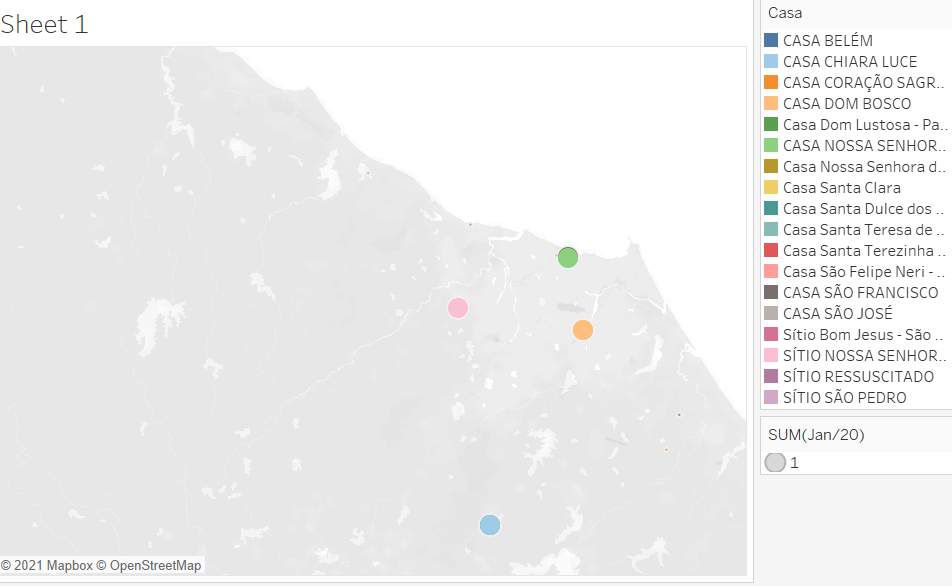 Sheet 1
Casa
CASA BELÉM
CASA CHIARA LUCE
CASA CORAÇÃO SAGR..
CASA DOM BOSCO
Casa Dom Lustosa - Pa..
CASA NOSSA SENHOR..
Casa Nossa Senhora d..
Casa Santa Clara
Casa Santa Dulce dos ..
Casa Santa Teresa de ..
Casa Santa Terezinha ..
Casa São Felipe Neri - ..
CASA SÃO FRANCISCO
CASA SÃO JOSÉ
Sítio Bom Jesus - São ..
SÍTIO NOSSA SENHOR..
SÍTIO RESSUSCITADO
SÍTIO SÃO PEDRO
SUM(Jan/20)
1
© 2021 Mapbox © OpenStreetMap